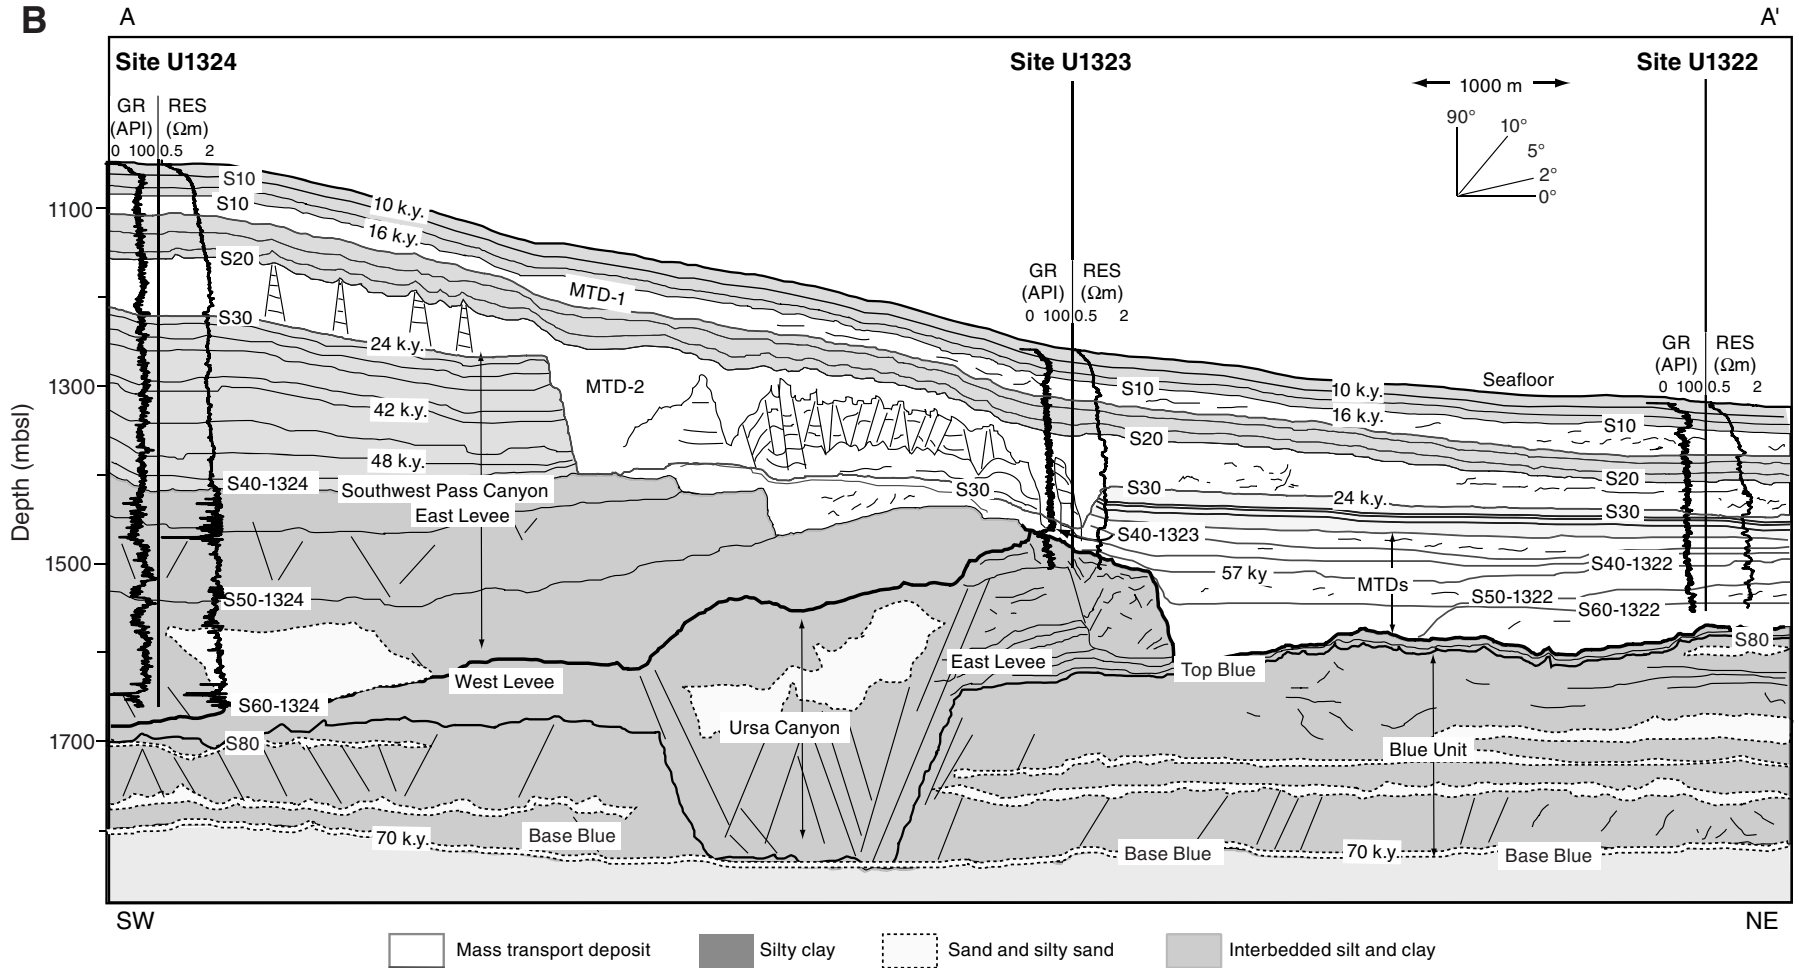 B
A
A'
Site U1324
Site U1323
Site U1322
1000 m
90°
10°
5°
2°
0°
GR
(API)
RES
(Ωm)
0
100
0.5
2
GR
(API)
RES
(Ωm)
0
100
0.5
2
GR
(API)
RES
(Ωm)
0
100
0.5
2
Depth (mbsl)
1100
1300
1500
1700
S10
S10
10 k.y.
16 k.y.
S20
MTD-1
S30
24 k.y.
MTD-2
42 k.y.
48 k.y.
S40-1324
Southwest Pass Canyon
East Levee
S50-1324
S60-1324
S80
West Levee
Ursa Canyon
East Levee
Top Blue
S30
S10
S20
S30
S40-1323
57 ky
10 k.y.
16 k.y.
Seafloor
S10
S20
24 k.y.
S30
MTDs
S40-1322
S50-1322
S60-1322
S80
Blue Unit
70 k.y.
Base Blue
Base Blue
70 k.y.
Base Blue
SW
NE
Mass transport deposit
Silty clay
Sand and silty sand
Interbedded silt and clay